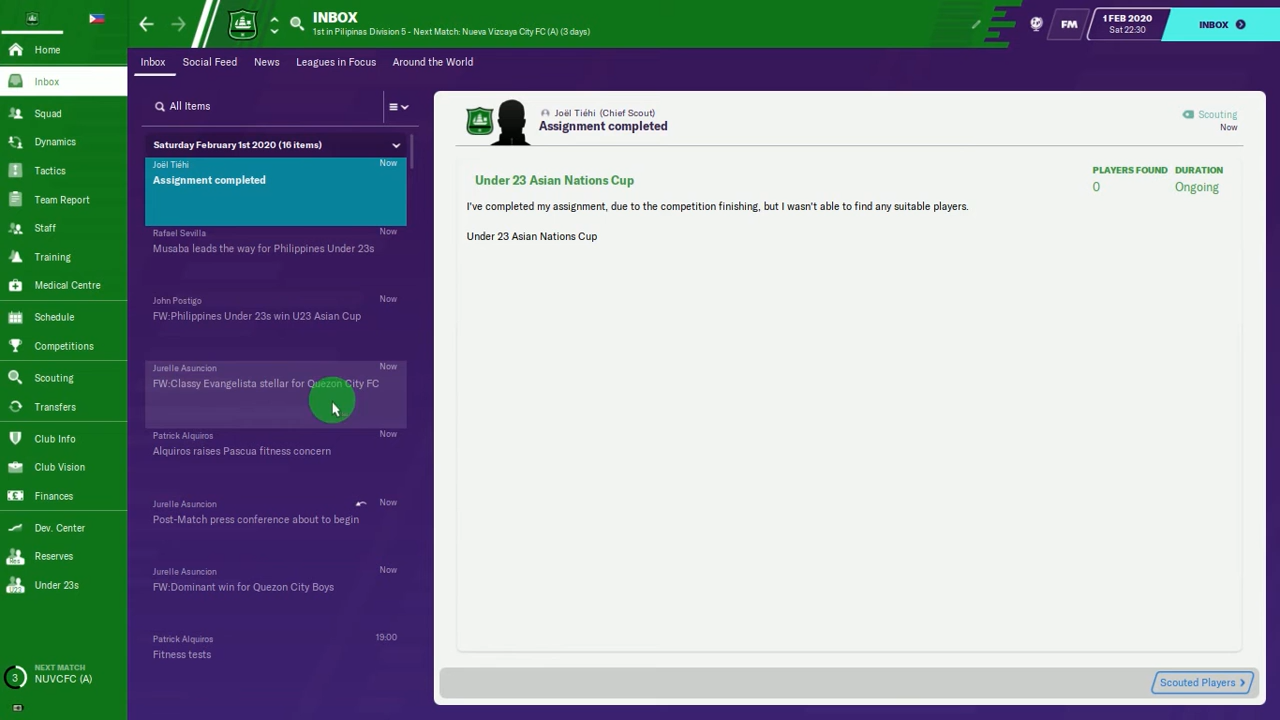 INBOX
1st in Pilipinas Division 5 - Next Match: Nueva Vizcaya City FC (A) (3 days)
FM
1 FEB 2020
Sat 22:30
INBOX
Home
Inbox
Squad
Dynamics
Tactics
Team Report
Staff
Training
Medical Centre
Schedule
Competitions
Scouting
Transfers
Club Info
Club Vision
Finances
Dev. Center
Reserves
Under 23s
3
NEXT MATCH
NUVCFC (A)
Inbox
Social Feed
News
Leagues in Focus
Around the World
All Items
Saturday February 1st 2020 (16 items)
Joël Tiéhi
Now
Assignment completed
Rafael Sevilla
Now
Musaba leads the way for Philippines Under 23s
John Postigo
Now
FW:Philippines Under 23s win U23 Asian Cup
Jurelle Asuncion
Now
FW:Classy Evangelista stellar for Quezon City FC
Patrick Alquiros
Now
Alquiros raises Pascua fitness concern
Jurelle Asuncion
Now
Post-Match press conference about to begin
Jurelle Asuncion
Now
FW:Dominant win for Quezon City Boys
Patrick Alquiros
19:00
Fitness tests
Joël Tiéhi (Chief Scout)
Assignment completed
Scouting
Now
Under 23 Asian Nations Cup
PLAYERS FOUND
0
DURATION
Ongoing
I've completed my assignment, due to the competition finishing, but I wasn't able to find any suitable players.
Under 23 Asian Nations Cup
Scouted Players